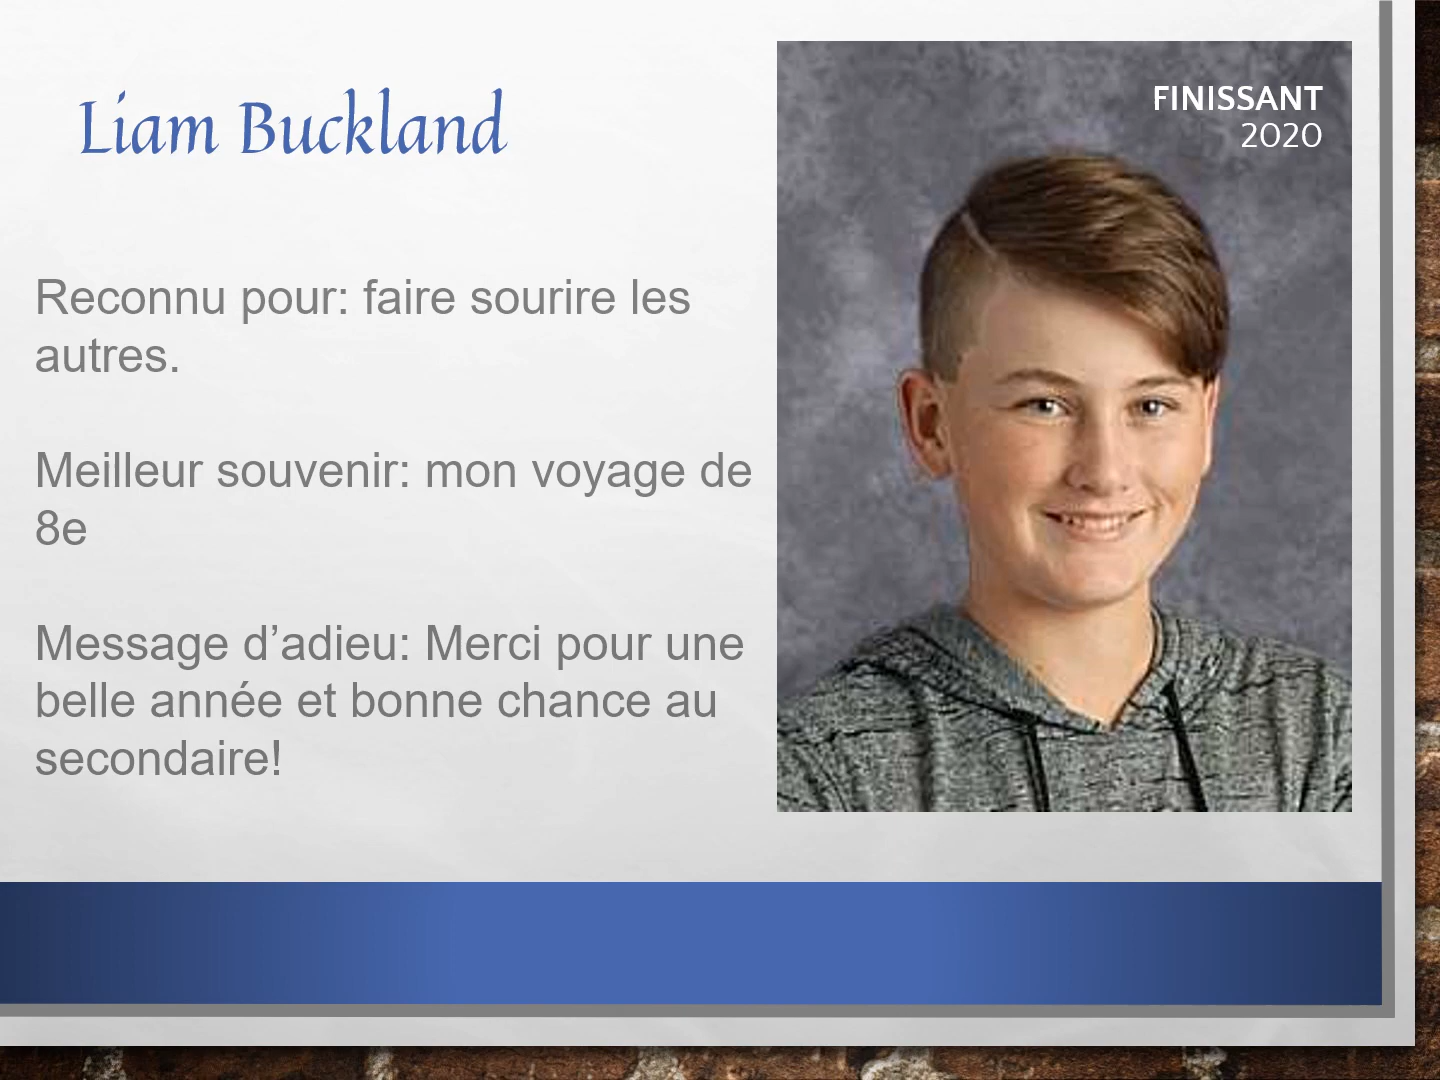 Liam Buckland
FINISSANT
2020
Reconnu pour: faire sourire les
autres.
Meilleur souvenir: mon voyage de
8e
Message d’adieu: Merci pour une
belle année et bonne chance au
secondaire!